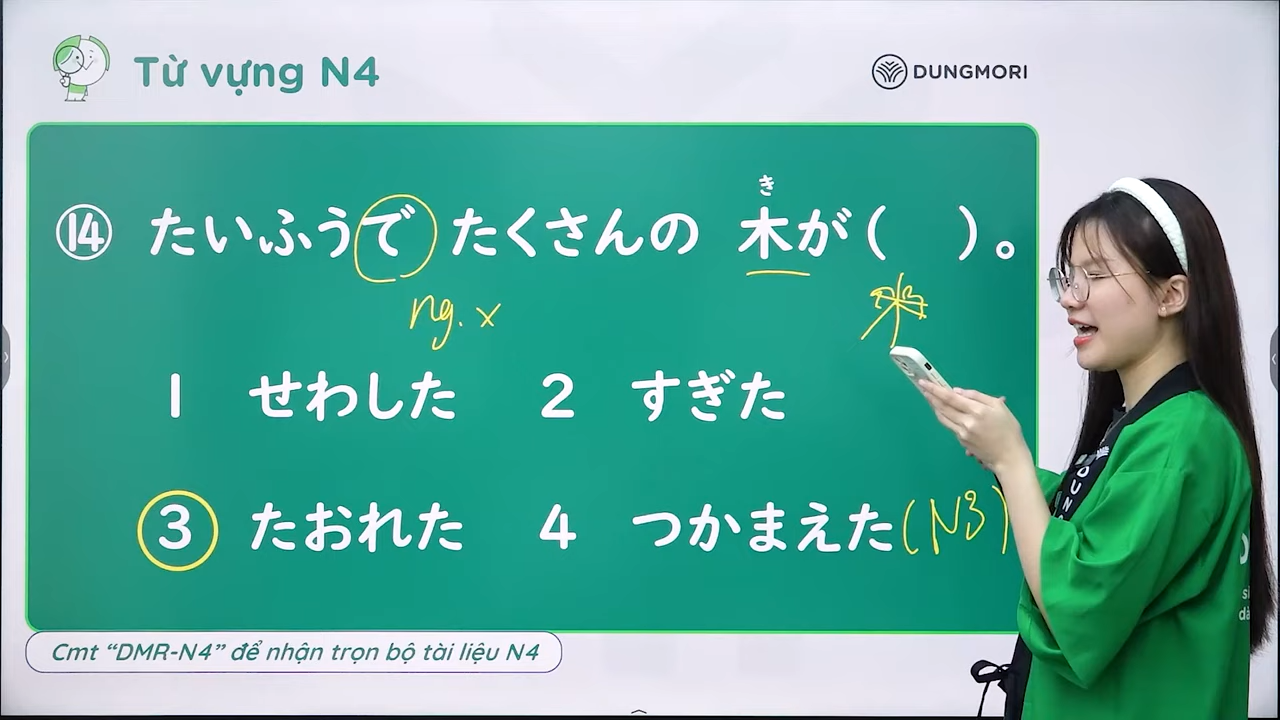 Từ vựng N4
DUNGMORI
⑭ たいふうで たくさんの 木が( )。
き
ng. x
1 せわした 2 すぎた
3 たおれた 4 つかまえた (N3)
Cmt “DMR-N4” để nhận trọn bộ tài liệu N4